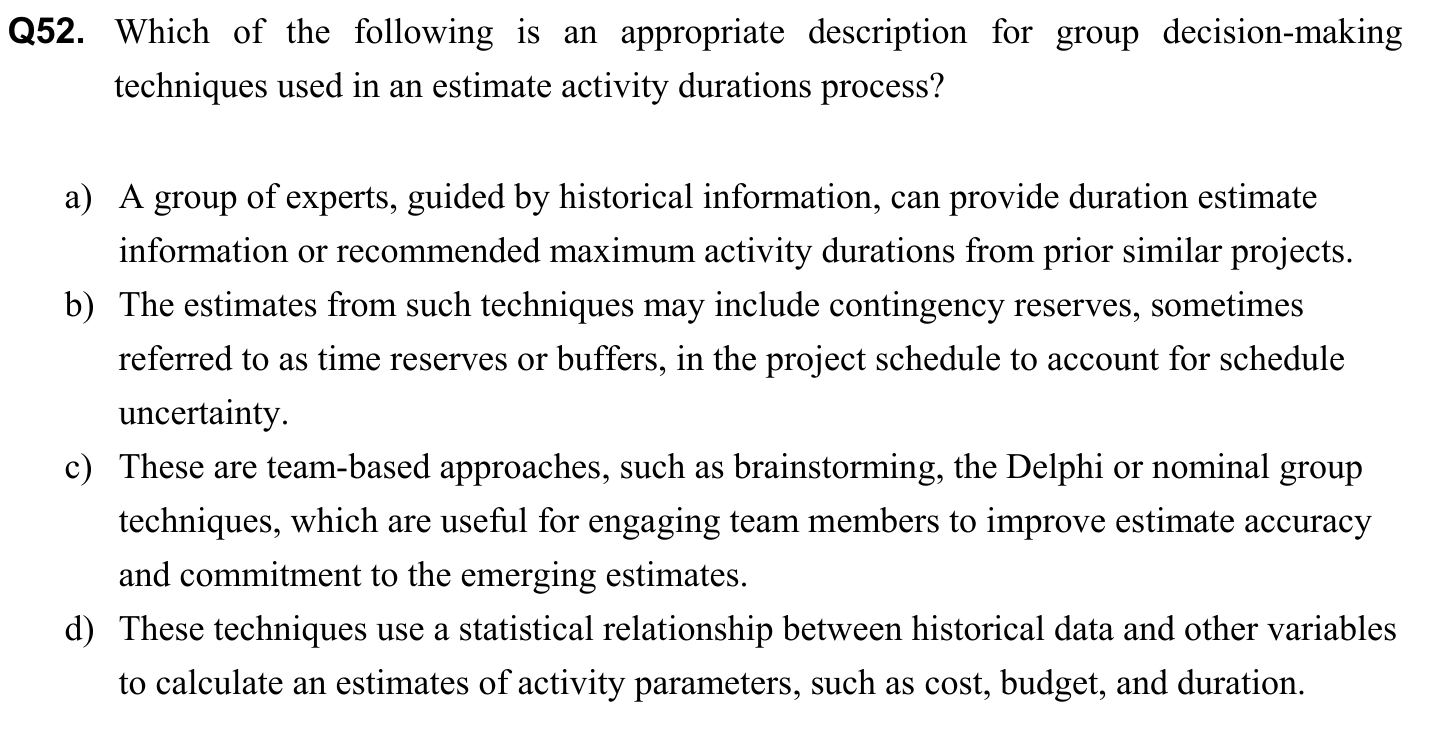 Q52. Which of the following is an appropriate description for group decision-making
techniques used in an estimate activity durations process?
a) A group of experts, guided by historical information, can provide duration estimate
information or recommended maximum activity durations from prior similar projects.
b) The estimates from such techniques may include contingency reserves, sometimes
referred to as time reserves or buffers, in the project schedule to account for schedule
uncertainty.
c) These are team-based approaches, such as brainstorming, the Delphi or nominal group
techniques, which are useful for engaging team members to improve estimate accuracy
and commitment to the emerging estimates.
d) These techniques use a statistical relationship between historical data and other variables
to calculate an estimates of activity parameters, such as cost, budget, and duration.